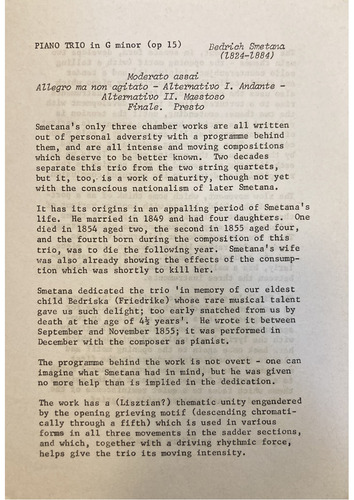 PIANO TRIO in G minor (op 15) Bedrich Smetana
(1824-1884)
Moderato assai
Allegro ma non agitato - Alternativo I. Andante -
Alternativo II. Maestoso
Finale. Presto
Smetana's only three chamber works are all written
out of personal adversity with a programme behind
them, and are all intense and moving compositions
which deserve to be better known. Two decades
separate this trio from the two string quartets,
but it, too, is a work of maturity, though not yet
with the conscious nationalism of later Smetana.
It has its origins in an appalling period of Smetana's
life. He married in 1849 and had four daughters. One
died in 1854 aged two, the second in 1855 aged four,
and the fourth born during the composition of this
trio, was to die the following year. Smetana's wife
was also already showing the effects of the consump-
tion which was shortly to kill her.
Smetana dedicated the trio 'in memory of our eldest
child Bedriska (Friedrike) whose rare musical talent
gave us such delight; too early snatched from us by
death at the age of 4½ years'. He wrote it between
September and November 1855; it was performed in
December with the composer as pianist.
The programme behind the work is not overt - one can
imagine what Smetana had in mind, but he was given
no more help than is implied in the dedication.
The work has a (Lisztian?) thematic unity engendered
by the opening grieving motif (descending chromati-
cally through a fifth) which is used in various
forms in all three movements in the sadder sections,
and which, together with a driving rhythmic force,
helps give the trio its moving intensity.